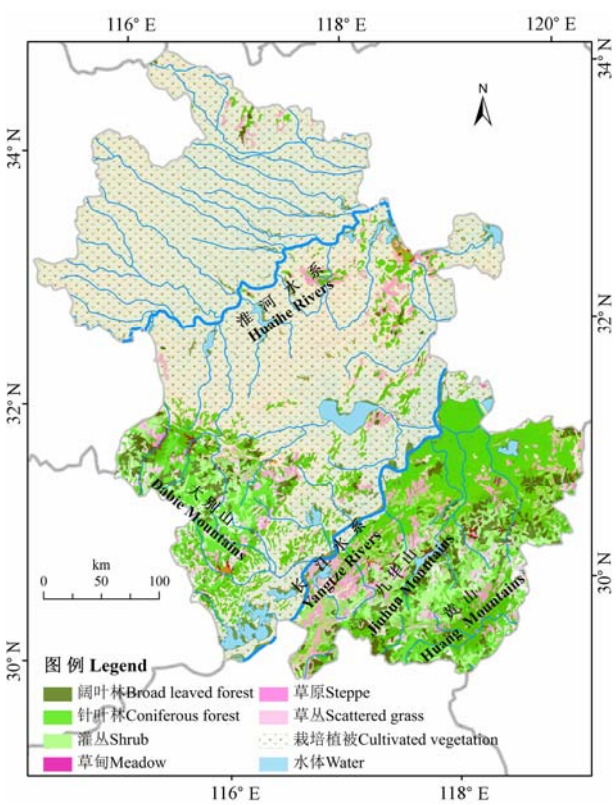 116° E 118° E 120° E
34° N
34° N
N
淮河水系
Huaihe Rivers
32° N
32° N
大别山
Dabie Mountains
长江水系
Yangtze Rivers
九华山
Jiuhua Mountains
黄山
Huang Mountains
km
0 50 100
30° N
30° N
图例 Legend
阔叶林Broad leaved forest
针叶林Coniferous forest
灌丛Shrub
草甸Meadow
草原Steppe
草丛Scattered grass
栽培植被Cultivated vegetation
水体Water
116° E 118° E